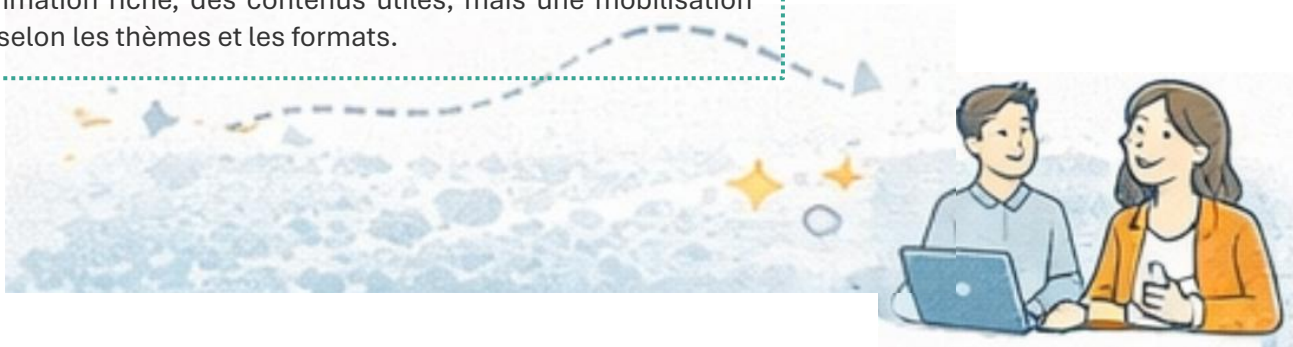 riche, des contenus utiles, mais une mobilisation
selon les thèmes et les formats.